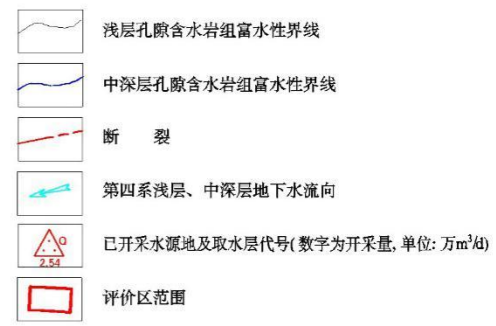 浅层孔隙含水岩组富水性界线
中深层孔隙含水岩组富水性界线
断 裂
第四系浅层、中深层地下水流向
Q
2.54
已开采水源地及取水层代号(数字为开采量, 单位: 万m³/d)
评价区范围